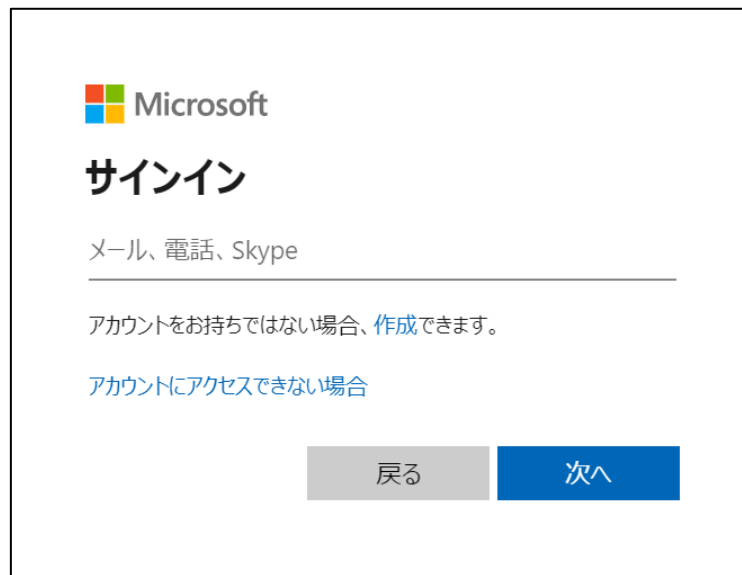 Microsoft
サインイン
メール、電話、Skype
アカウントをお持ちではない場合、作成できます。
アカウントにアクセスできない場合
戻る 次へ